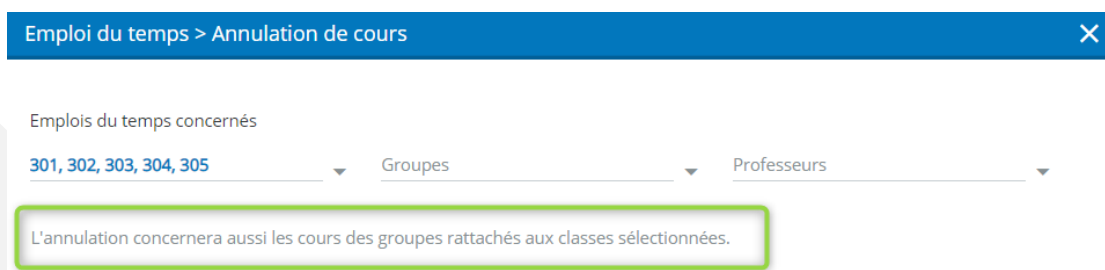 Emploi du temps > Annulation de cours
Emplois du temps concernés
301, 302, 303, 304, 305 Groupes Professeurs
L'annulation concernera aussi les cours des groupes rattachés aux classes sélectionnées.